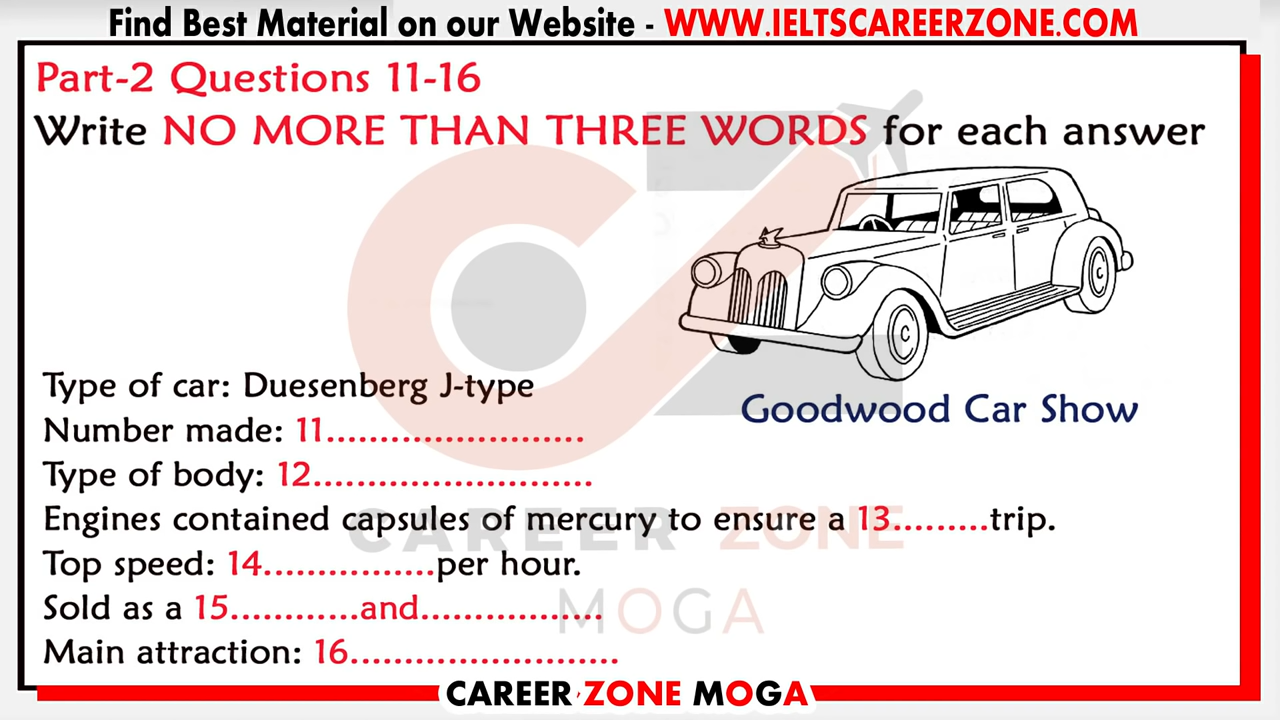 Find Best Material on our Website - WWW.IELTSCAREERZONE.COM
Part-2 Questions 11-16
Write NO MORE THAN THREE WORDS for each answer
Type of car: Duesenberg J-type
Goodwood Car Show
Number made: 11........................
Type of body: 12..........................
Engines contained capsules of mercury to ensure a 13.........trip.
CAREER ZONE
Top speed: 14................per hour.
Sold as a 15............and.................
MOGA
Main attraction: 16.........................
CAREER ZONE MOGA